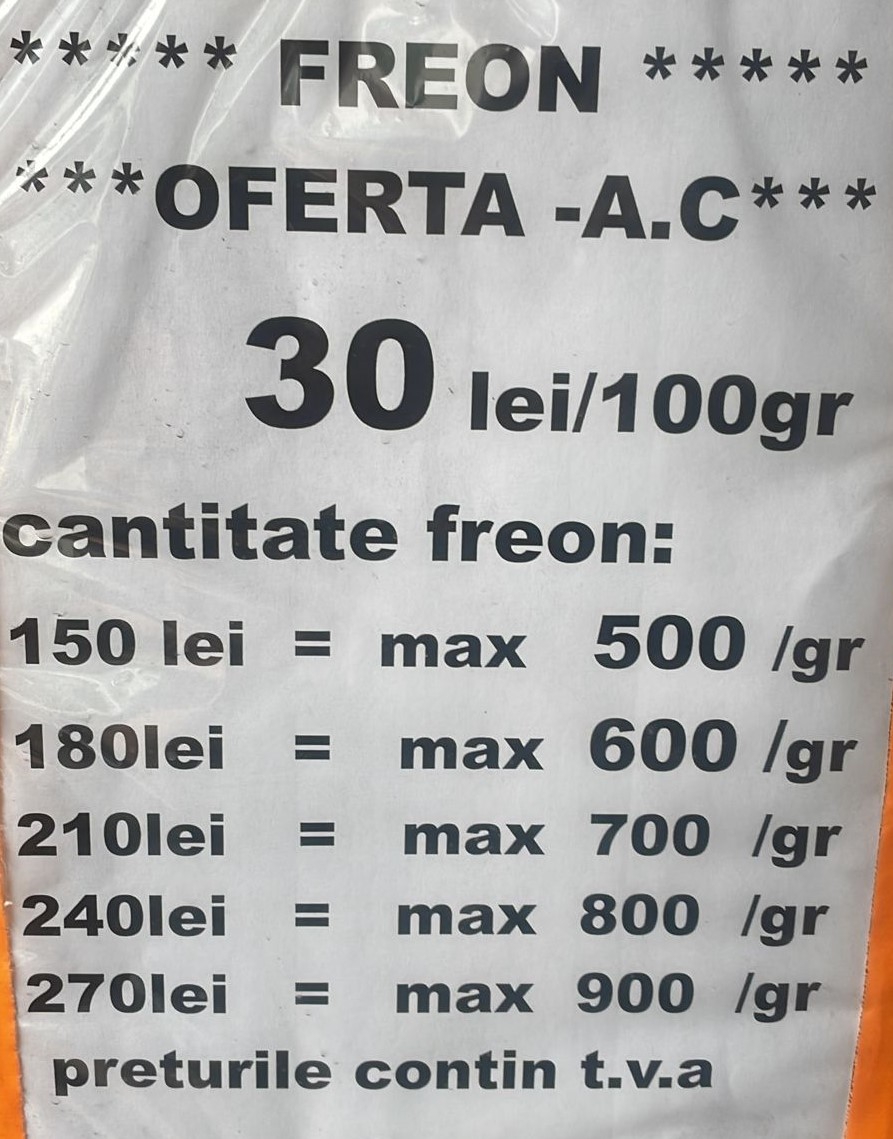 ***** FREON *****
***OFERTA -A.C***
30 lei/100gr
cantitate freon:
150 lei = max 500 /gr
180lei = max 600 /gr
210lei = max 700 /gr
240lei = max 800 /gr
270lei = max 900 /gr
preturile contin t.v.a